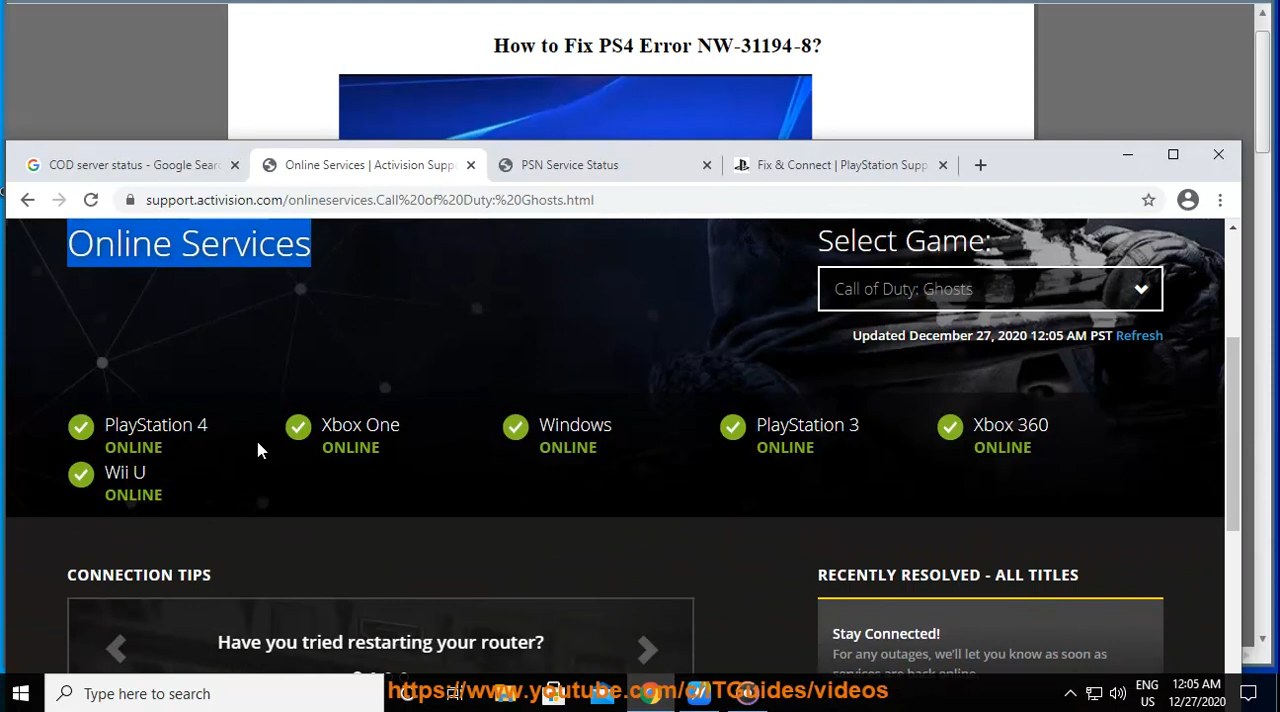 How to Fix PS4 Error NW-31194-8?
COD server status - Google Sear
Online Services | Activision Supp
PSN Service Status
Fix & Connect | PlayStation Supp
support.activision.com/onlineservices.Call%20of%20Duty:%20Ghosts.html
Online Services
Select Game:
Call of Duty: Ghosts
Updated December 27, 2020 12:05 AM PST Refresh
PlayStation 4
ONLINE
Xbox One
ONLINE
Windows
ONLINE
PlayStation 3
ONLINE
Xbox 360
ONLINE
Wii U
ONLINE
CONNECTION TIPS
RECENTLY RESOLVED - ALL TITLES
Have you tried restarting your router?
Stay Connected!
For any outages, we'll let you know as soon as
services are back online
Type here to search
https://www.youtube.com/c/ITGuides/videos
ENG
US
12:05 AM
12/27/2020